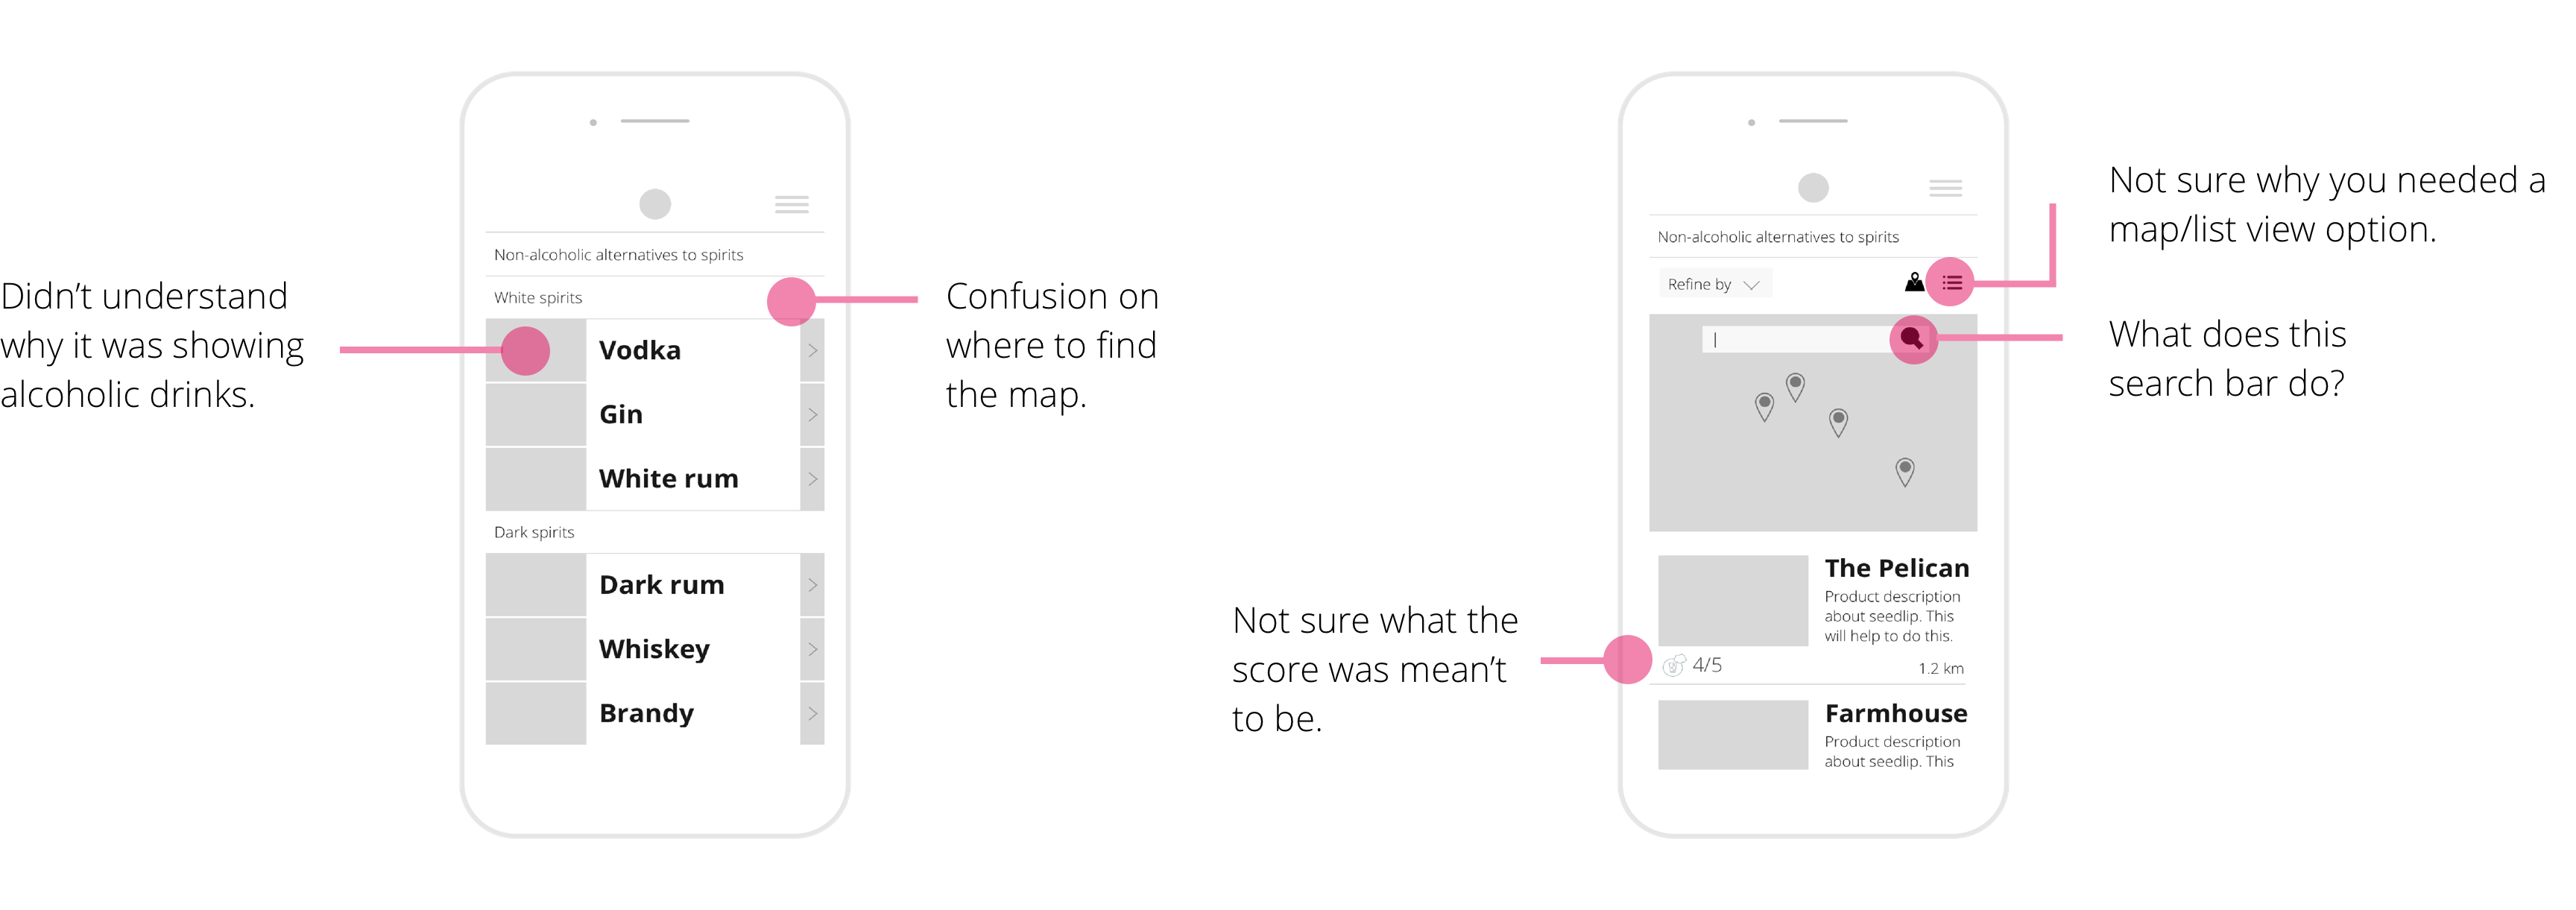 Didn't understand
why it was showing
alcoholic drinks.
Non-alcoholic alternatives to spirits
White spirits
Vodka
Gin
White rum
Dark spirits
Dark rum
Whiskey
Brandy
Confusion on
where to find
the map.
Not sure what the
score was mean't
to be.
Non-alcoholic alternatives to spirits
Refine by
The Pelican
Product description
about seedlip. This
will help to do this.
4/5
1.2 km
Farmhouse
Product description
about seedlip. This
Not sure why you needed a
map/list view option.
What does this
search bar do?